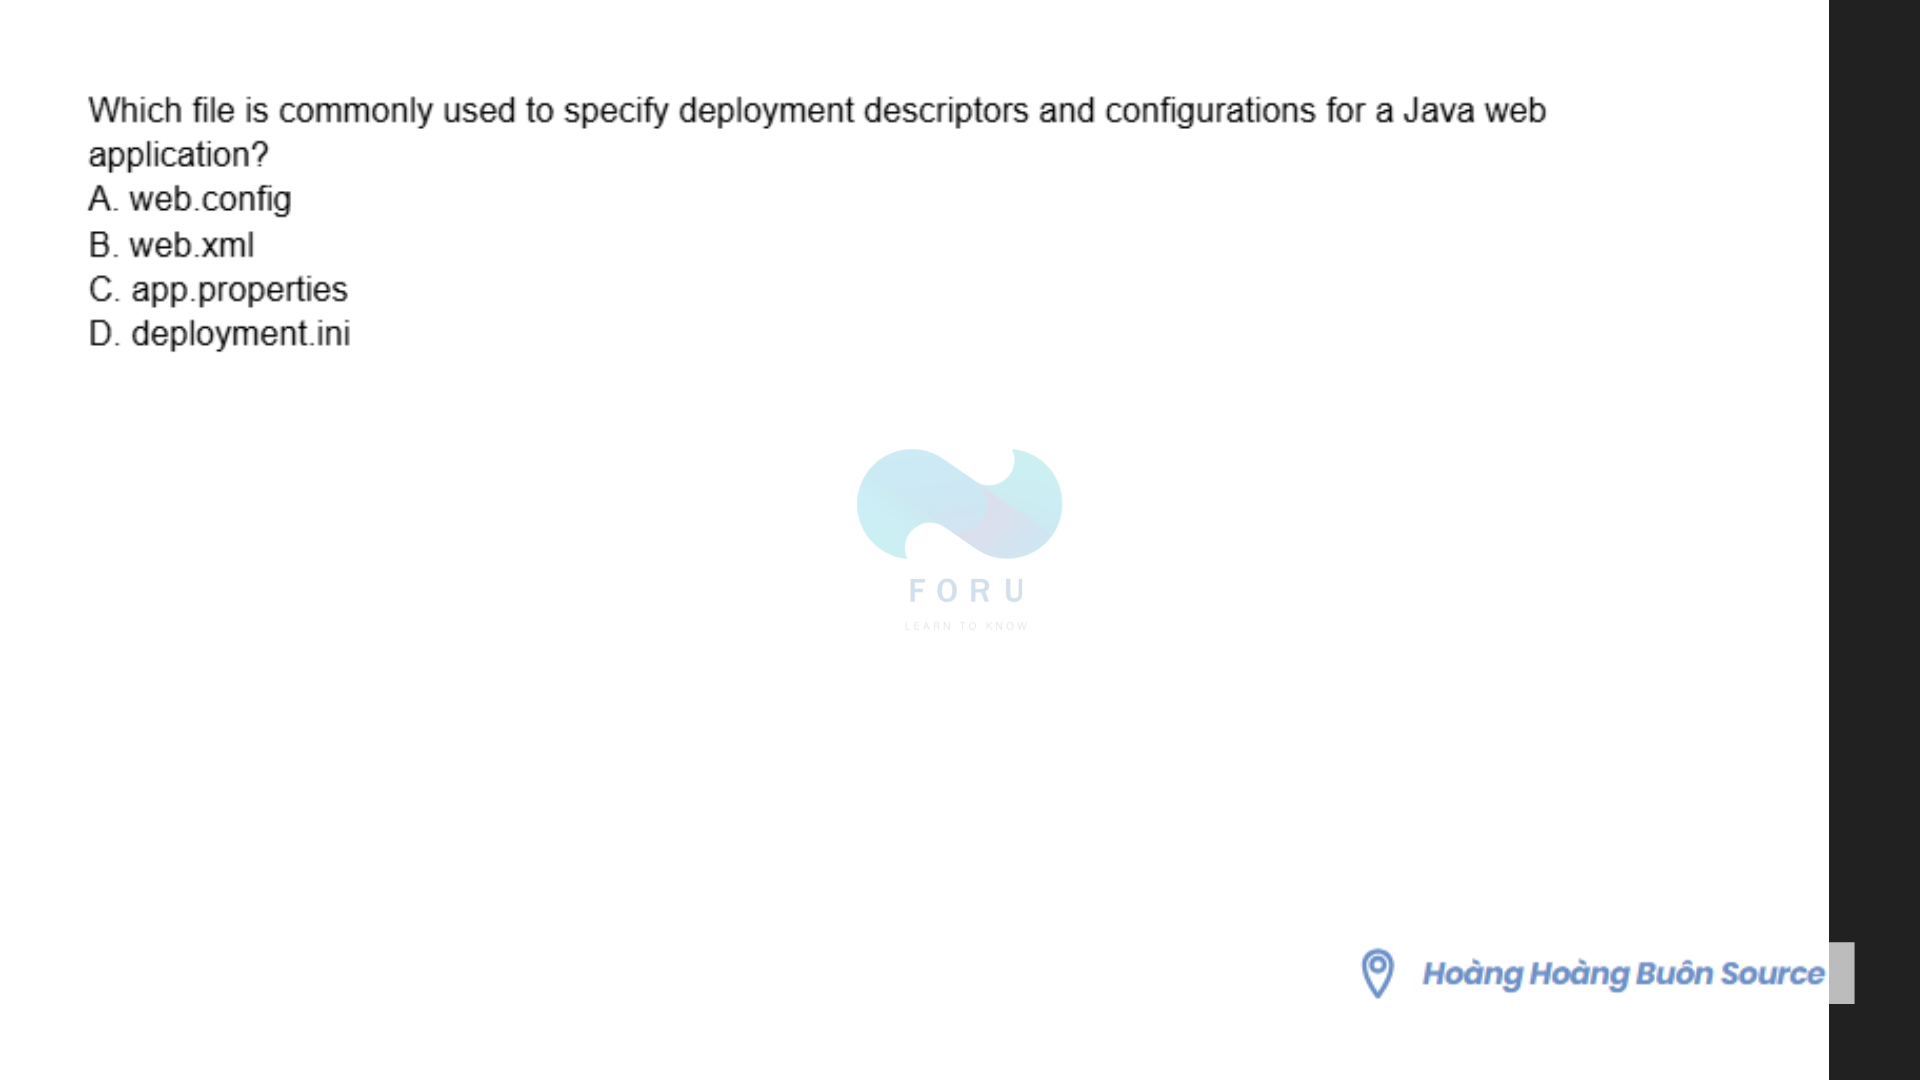 Which file is commonly used to specify deployment descriptors and configurations for a Java web
application?
A. web.config
B. web.xml
C. app.properties
D. deployment.ini
FORU
LEARN TO KNOW
Hoàng Hoàng Buôn Source